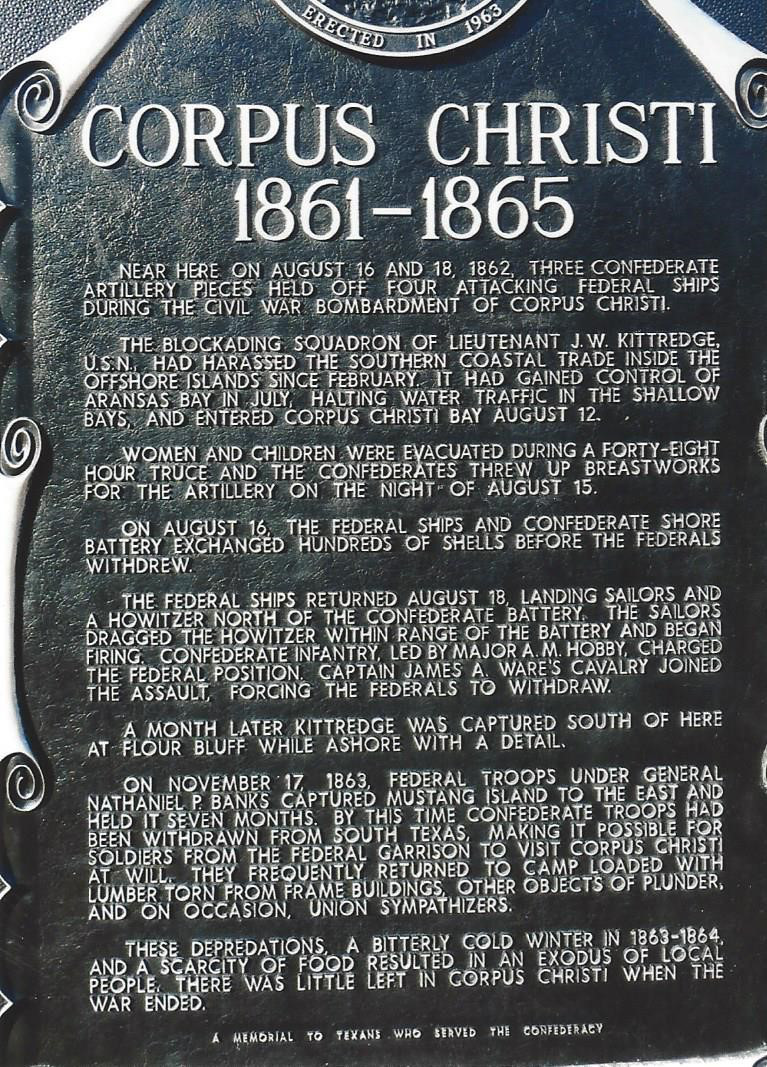 ERECTED IN 1963
CORPUS CHRISTI
1861–1865
NEAR HERE ON AUGUST 16 AND 18, 1862, THREE CONFEDERATE
ARTILLERY PIECES HELD OFF FOUR ATTACKING FEDERAL SHIPS
DURING THE CIVIL WAR BOMBARDMENT OF CORPUS CHRISTI.
THE BLOCKADING SQUADRON OF LIEUTENANT J. W. KITTREDGE,
U.S.N., HAD HARASSED THE SOUTHERN COASTAL TRADE INSIDE THE
OFFSHORE ISLANDS SINCE FEBRUARY. IT HAD GAINED CONTROL OF
ARANSAS BAY IN JULY, HALTING WATER TRAFFIC IN THE SHALLOW
BAYS, AND ENTERED CORPUS CHRISTI BAY AUGUST 12.
WOMEN AND CHILDREN WERE EVACUATED DURING A FORTY-EIGHT
HOUR TRUCE AND THE CONFEDERATES THREW UP BREASTWORKS
FOR THE ARTILLERY ON THE NIGHT OF AUGUST 15.
ON AUGUST 16, THE FEDERAL SHIPS AND CONFEDERATE SHORE
BATTERY EXCHANGED HUNDREDS OF SHELLS BEFORE THE FEDERALS
WITHDREW.
THE FEDERAL SHIPS RETURNED AUGUST 18, LANDING SAILORS AND
A HOWITZER NORTH OF THE CONFEDERATE BATTERY. THE SAILORS
DRAGGED THE HOWITZER WITHIN RANGE OF THE BATTERY AND BEGAN
FIRING. CONFEDERATE INFANTRY, LED BY MAJOR A. M. HOBBY, CHARGED
THE FEDERAL POSITION. CAPTAIN JAMES A. WARE'S CAVALRY JOINED
THE ASSAULT, FORCING THE FEDERALS TO WITHDRAW.
A MONTH LATER KITTREDGE WAS CAPTURED SOUTH OF HERE
AT FLOUR BLUFF WHILE ASHORE WITH A DETAIL.
ON NOVEMBER 17, 1863, FEDERAL TROOPS UNDER GENERAL
NATHANIEL P. BANKS CAPTURED MUSTANG ISLAND TO THE EAST AND
HELD IT SEVEN MONTHS. BY THIS TIME CONFEDERATE TROOPS HAD
BEEN WITHDRAWN FROM SOUTH TEXAS, MAKING IT POSSIBLE FOR
SOLDIERS FROM THE FEDERAL GARRISON TO VISIT CORPUS CHRISTI
AT WILL. THEY FREQUENTLY RETURNED TO CAMP LOADED WITH
LUMBER TORN FROM FRAME BUILDINGS, OTHER OBJECTS OF PLUNDER,
AND ON OCCASION, UNION SYMPATHIZERS.
THESE DEPREDATIONS, A BITTERLY COLD WINTER IN 1863-1864,
AND A SCARCITY OF FOOD RESULTED IN AN EXODUS OF LOCAL
PEOPLE. THERE WAS LITTLE LEFT IN CORPUS CHRISTI WHEN THE
WAR ENDED.
A MEMORIAL TO TEXANS WHO SERVED THE CONFEDERACY